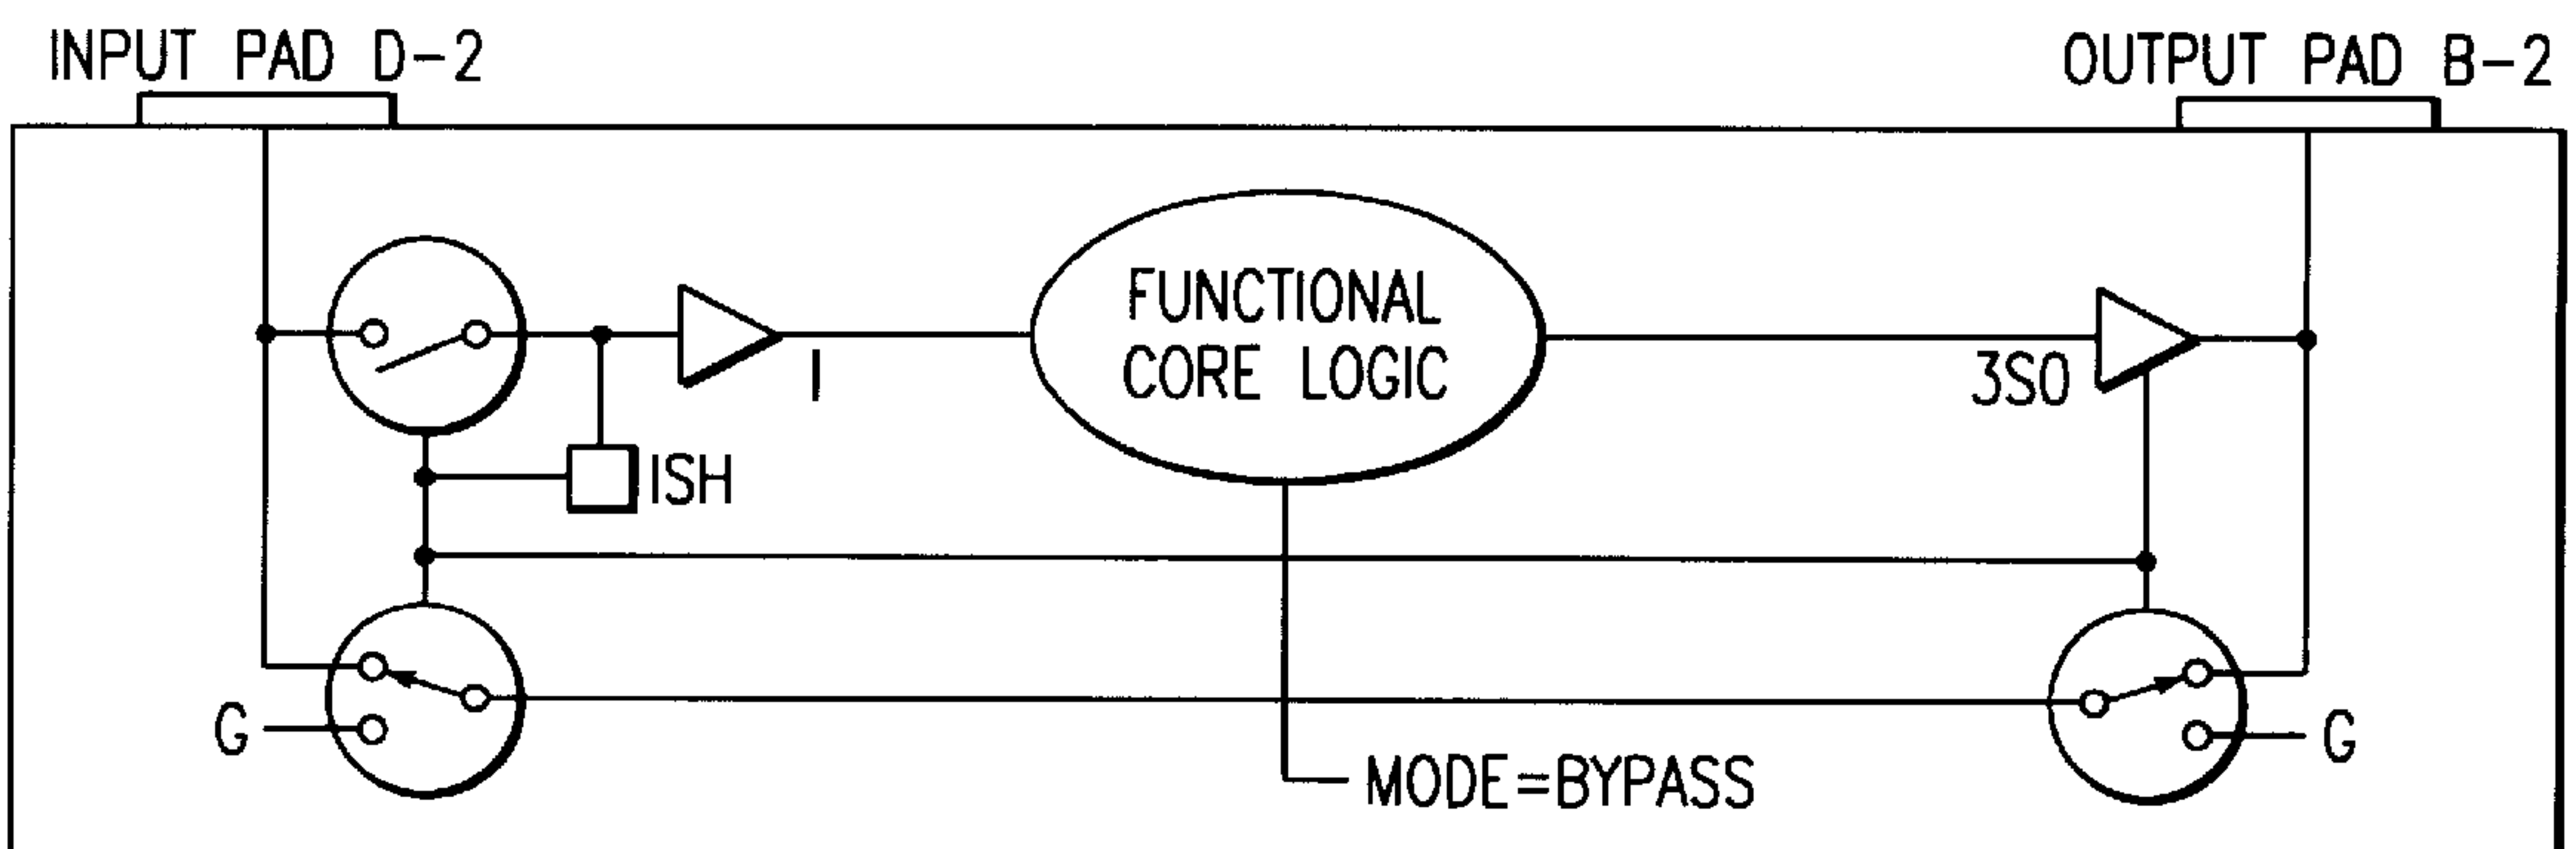 INPUT PAD D-2
OUTPUT PAD B-2
FUNCTIONAL
CORE LOGIC
I
3SO
ISH
G
G
MODE=BYPASS